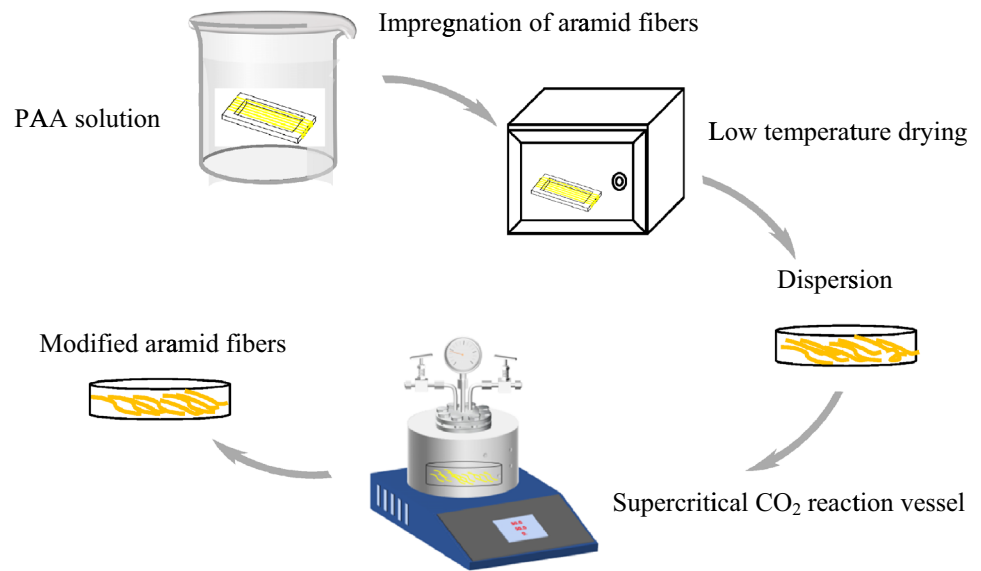 Impregnation of aramid fibers
PAA solution
Low temperature drying
Dispersion
Modified aramid fibers
Supercritical CO₂ reaction vessel